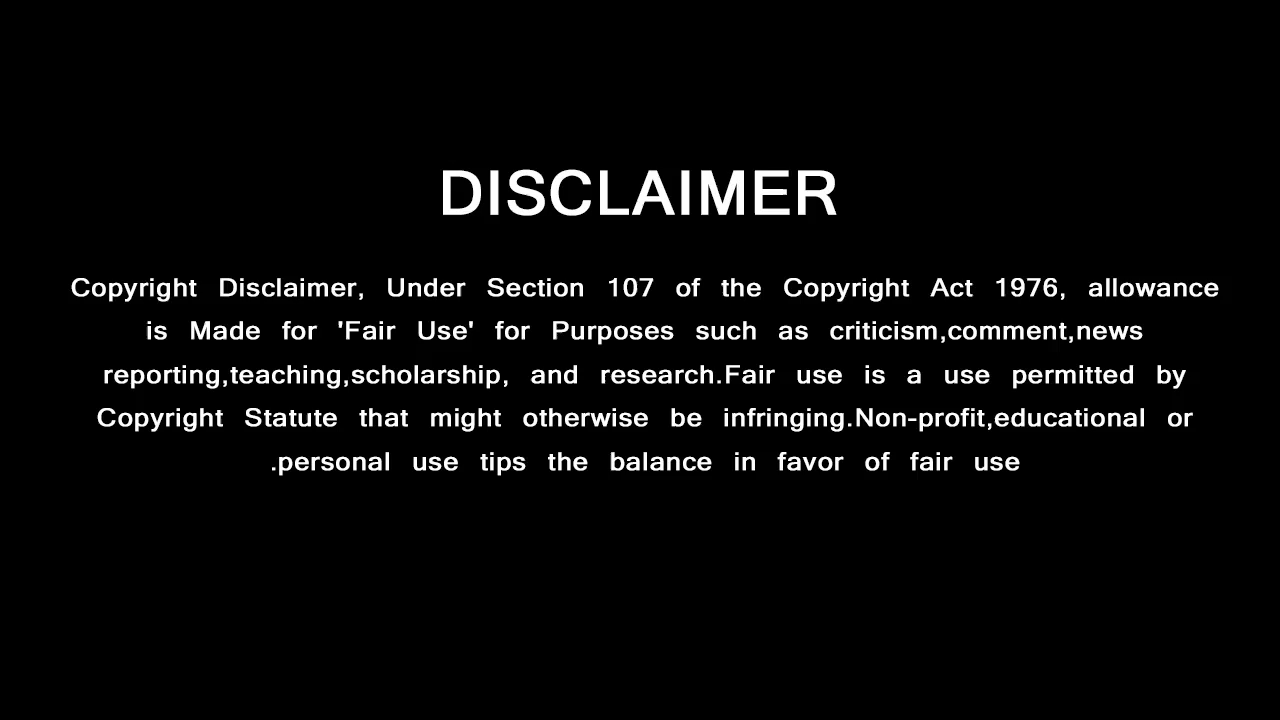 DISCLAIMER
Copyright Disclaimer, Under Section 107 of the Copyright Act 1976, allowance
is Made for 'Fair Use' for Purposes such as criticism,comment,news
reporting,teaching,scholarship, and research.Fair use is a use permitted by
Copyright Statute that might otherwise be infringing.Non-profit,educational or
.personal use tips the balance in favor of fair use